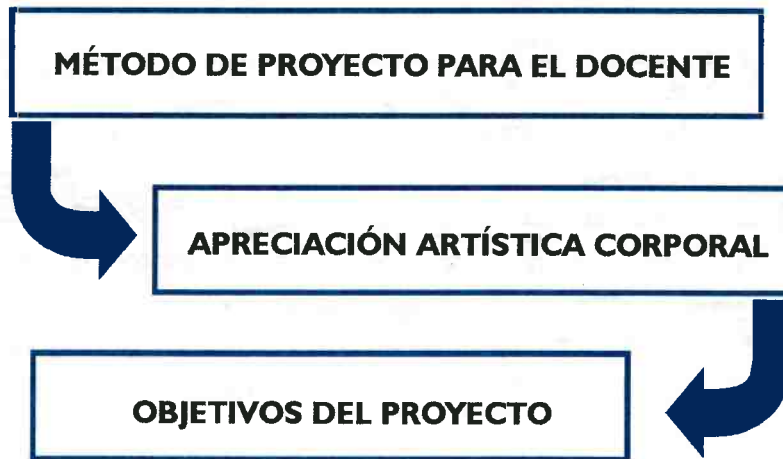 MÉTODO DE PROYECTO PARA EL DOCENTE
APRECIACIÓN ARTÍSTICA CORPORAL
OBJETIVOS DEL PROYECTO